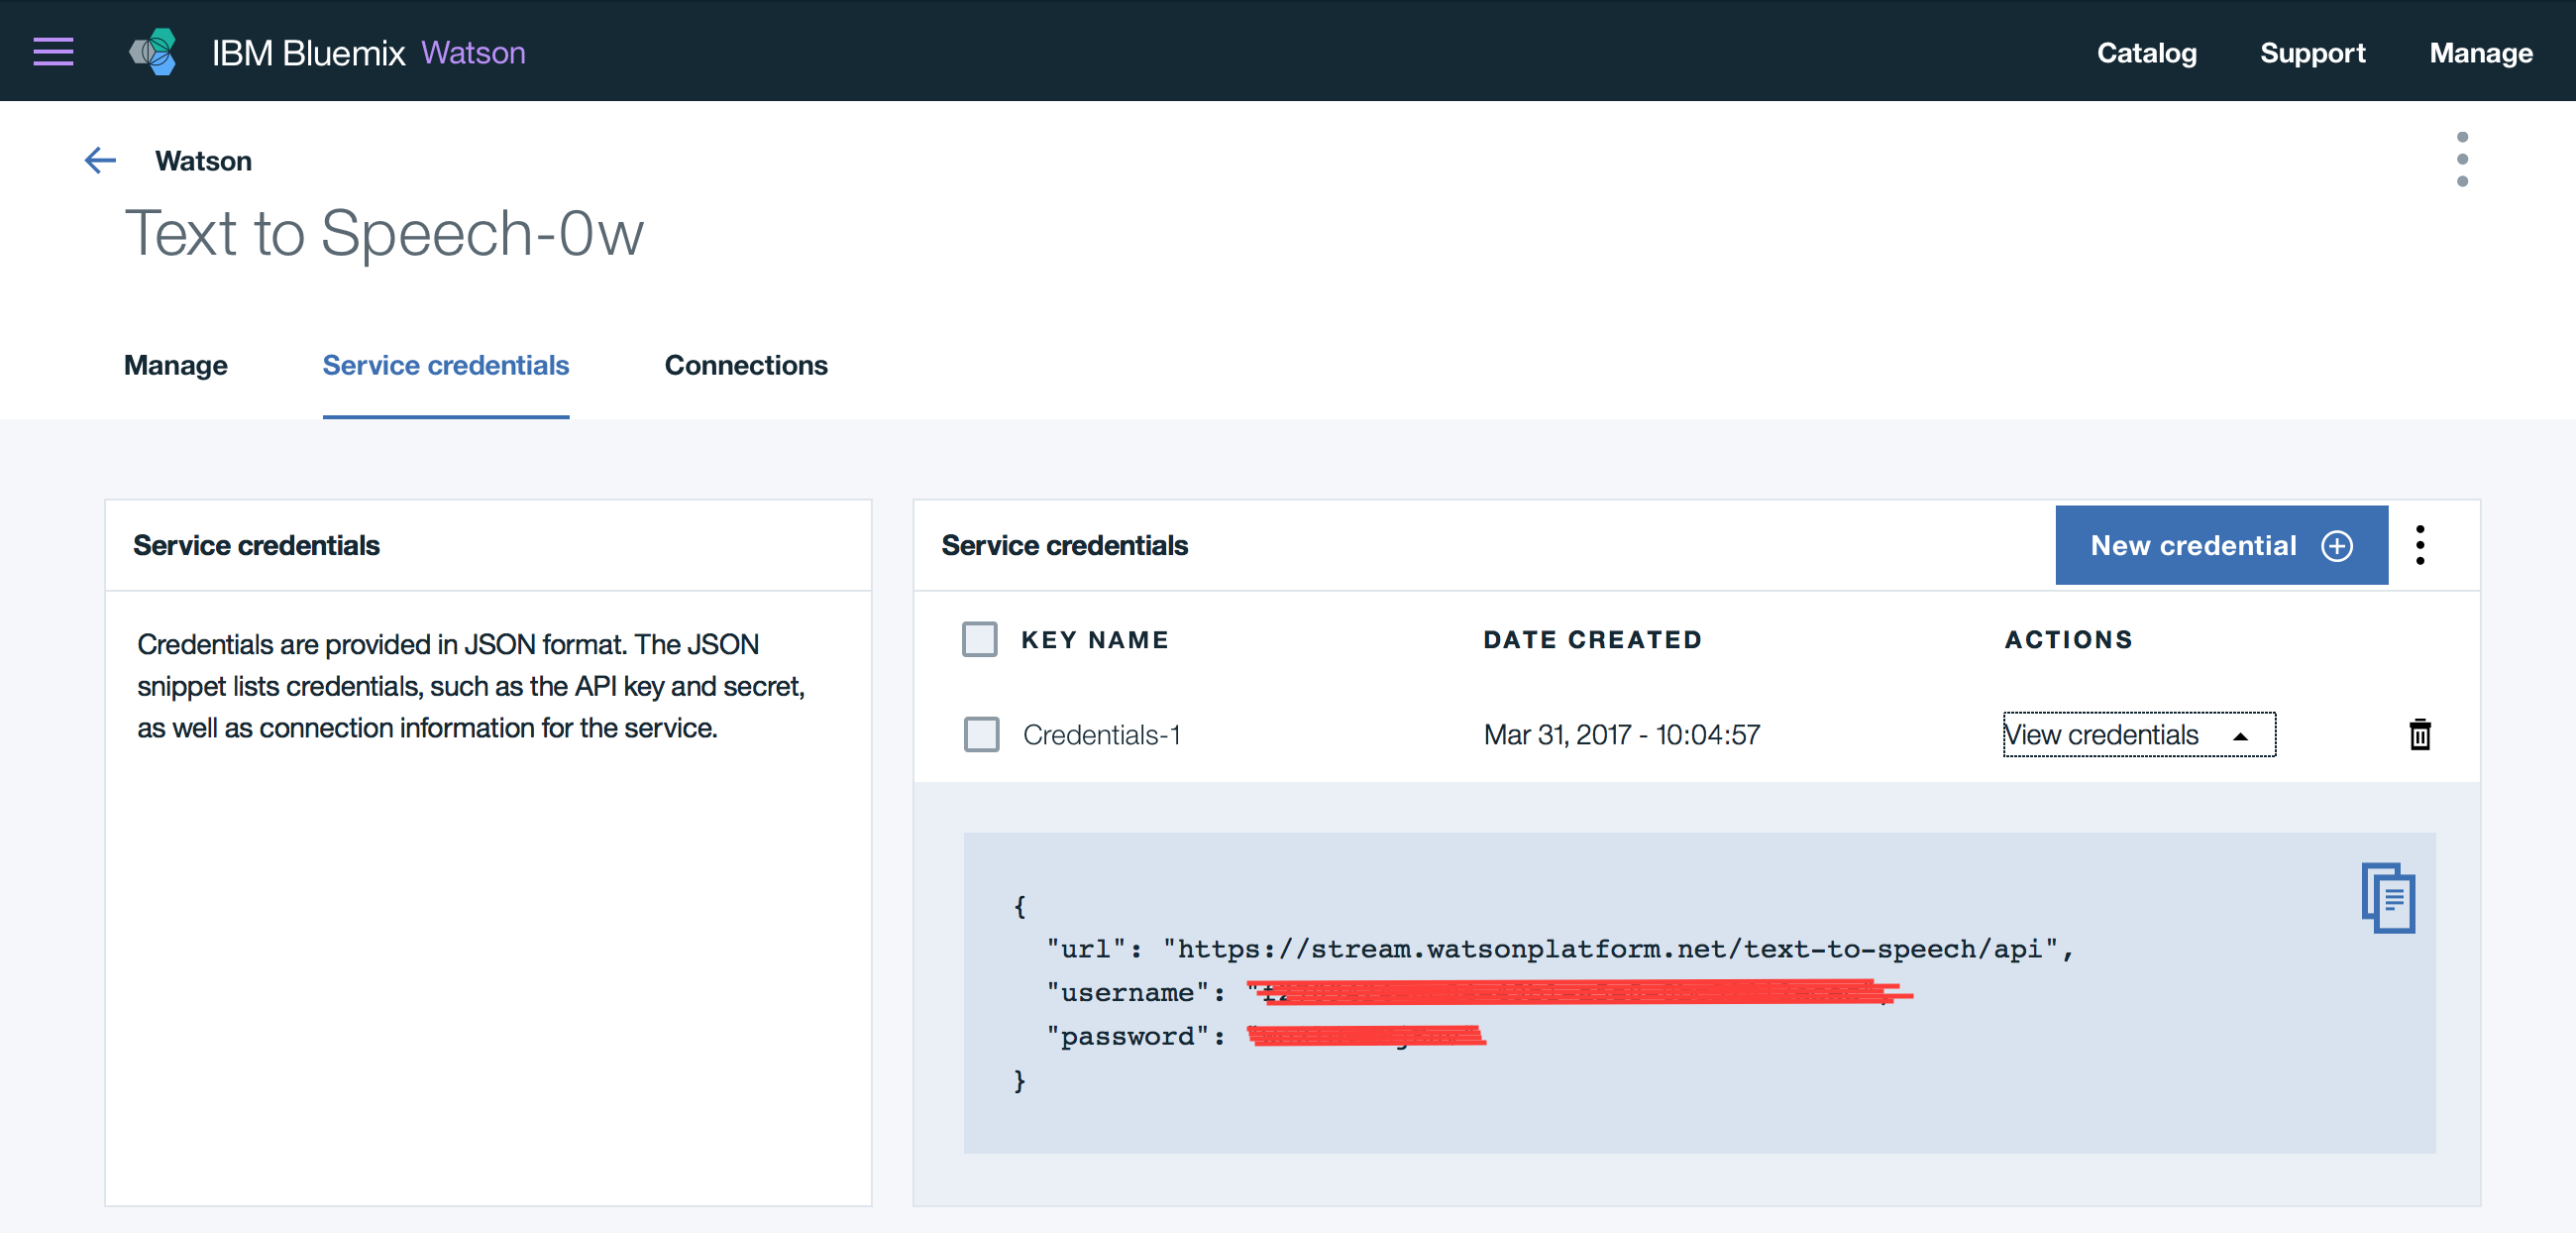 IBM Bluemix Watson
Catalog Support Manage
Watson
Text to Speech-0w
Manage Service credentials Connections
Service credentials
Credentials are provided in JSON format. The JSON
snippet lists credentials, such as the API key and secret,
as well as connection information for the service.
Service credentials
New credential
KEY NAME DATE CREATED ACTIONS
Credentials-1 Mar 31, 2017 - 10:04:57 View credentials
{
"url": "https://stream.watsonplatform.net/text-to-speech/api",
"username":
"password":
}